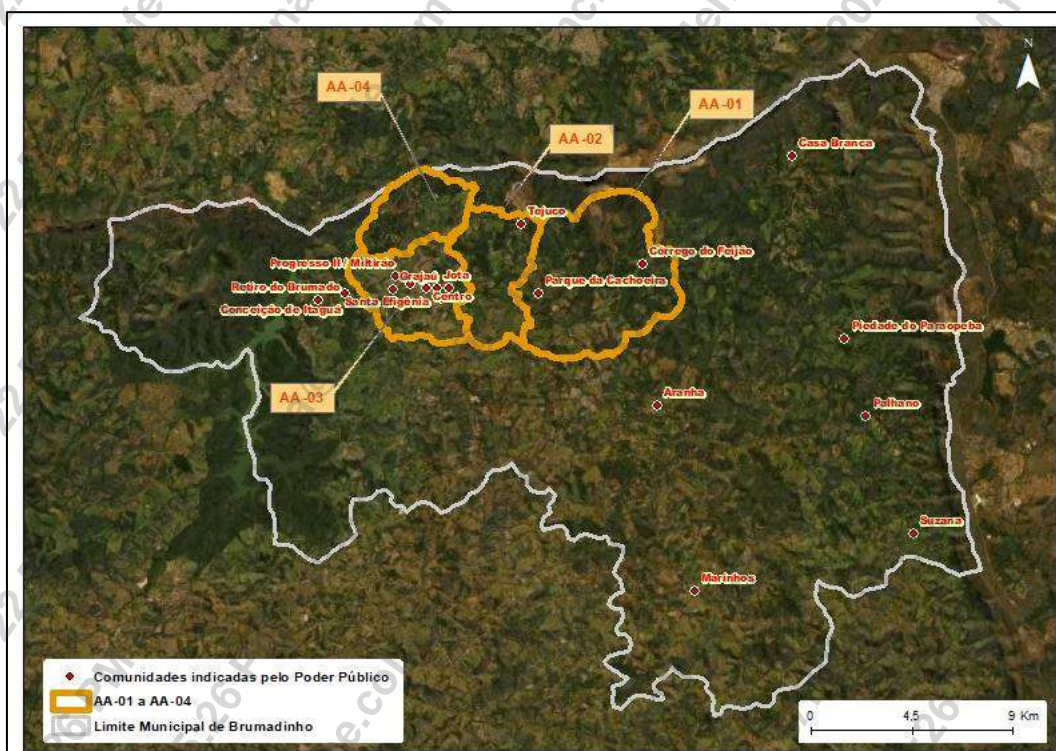 N
AA-04
AA-01
AA-02
Casa Branca
Tejuco
Córrego do Feijão
Progresso II / Miltirão
Grajaú
Jota
Parque da Cachoeira
Retiro do Brumado
Santa Efigênia
Centro
Conceição de Itaguá
Piedade do Paraopeba
AA-03
Aranha
Palhano
Suzana
Marinhos
Comunidades indicadas pelo Poder Público
AA-01 a AA-04
Limite Municipal de Brumadinho
0 4,5 9 Km